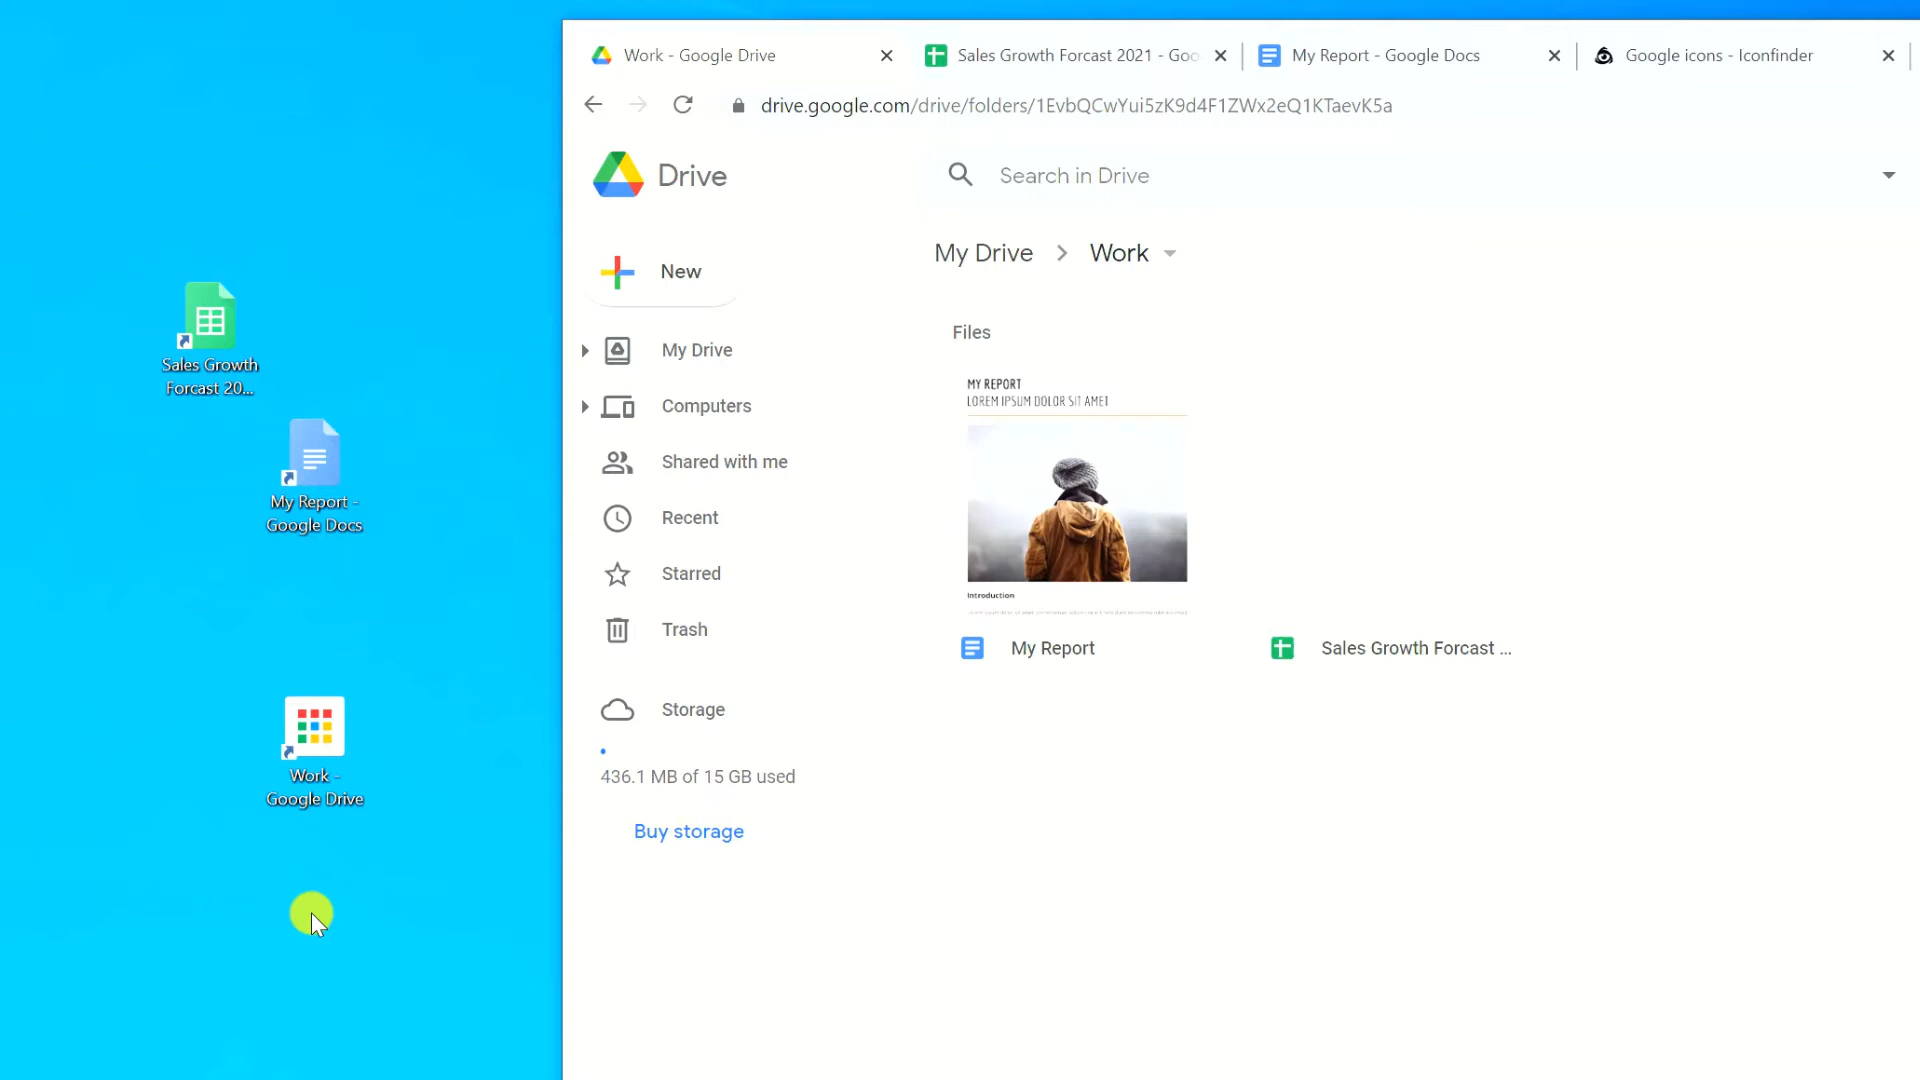 Work - Google Drive
Sales Growth Forcast 2021 - Goo
My Report - Google Docs
Google icons - Iconfinder
drive.google.com/drive/folders/1EvbQCwYui5zK9d4F1ZWx2eQ1KTaevK5a
Drive
Search in Drive
My Drive
Work
New
Files
My Drive
Computers
Shared with me
Recent
Starred
Trash
Storage
436.1 MB of 15 GB used
Buy storage
MY REPORT
LOREM IPSUM DOLOR SIT AMET
Introduction
My Report
Sales Growth Forcast ...
Sales Growth
Forcast 20...
My Report -
Google Docs
Work -
Google Drive